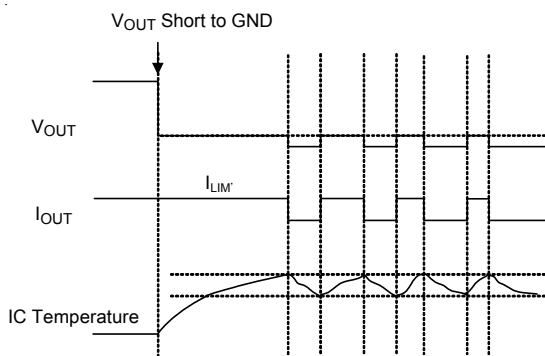 VOUT Short to GND
VOUT
ILIM'
IOUT
IC Temperature